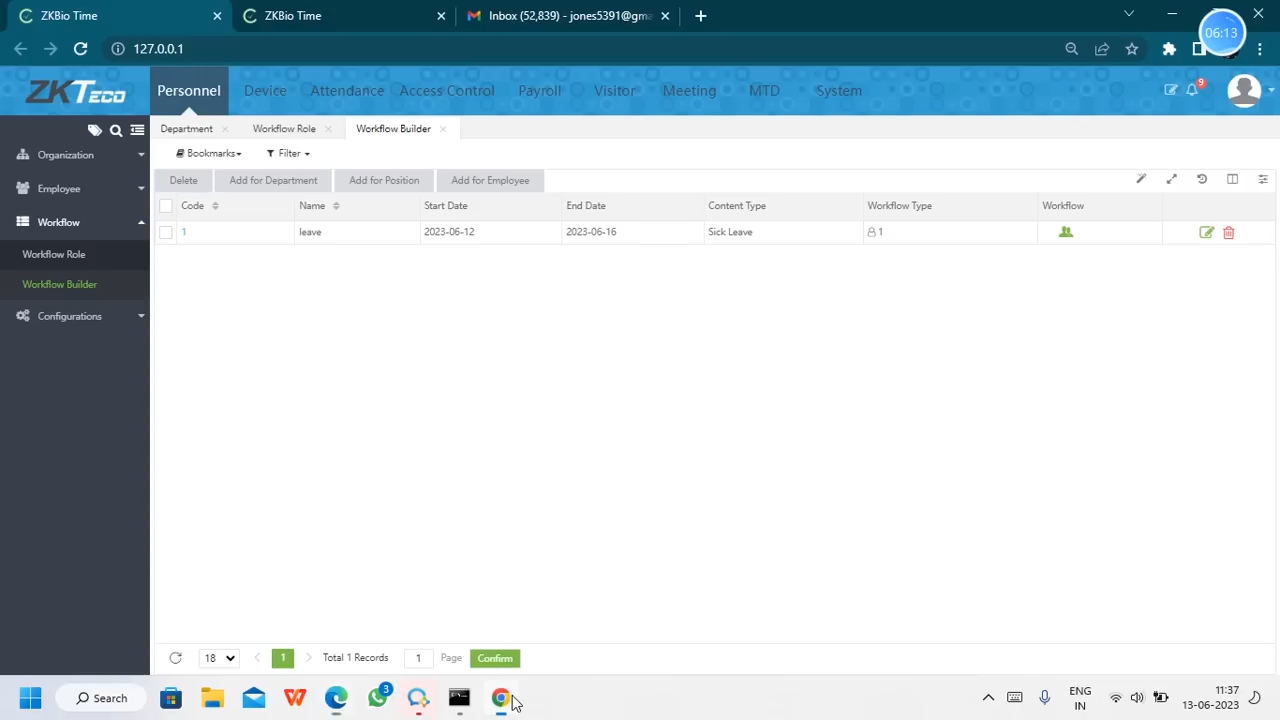 ZKBio Time
ZKBio Time
Inbox (52,839) - jones5391@gma
127.0.0.1
06:13
ZKTeco
Personnel
Device
Attendance
Access Control
Payroll
Visitor
Meeting
MTD
System
9
Department
Workflow Role
Workflow Builder
Organization
Employee
Workflow
Workflow Role
Workflow Builder
Configurations
Bookmarks
Filter
Delete
Add for Department
Add for Position
Add for Employee
Code Name Start Date End Date Content Type Workflow Type Workflow
1 leave 2023-06-12 2023-06-16 Sick Leave 1
18
1
Total 1 Records
1
Page
Confirm
Search
3
ENG
IN
11:37
13-06-2023